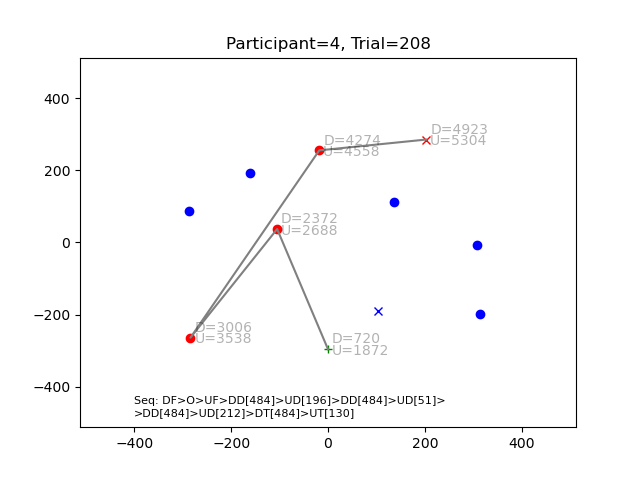 Participant=4, Trial=208
400
200
0
−200
−400
D=4923
U=5304
D=4274
U=4558
D=2372
U=2688
D=3006
U=3538
D=720
U=1872
Seq: DF>O>UF>DD[484]>UD[196]>DD[484]>UD[51]>
>DD[484]>UD[212]>DT[484]>UT[130]
−400 −200 0 200 400